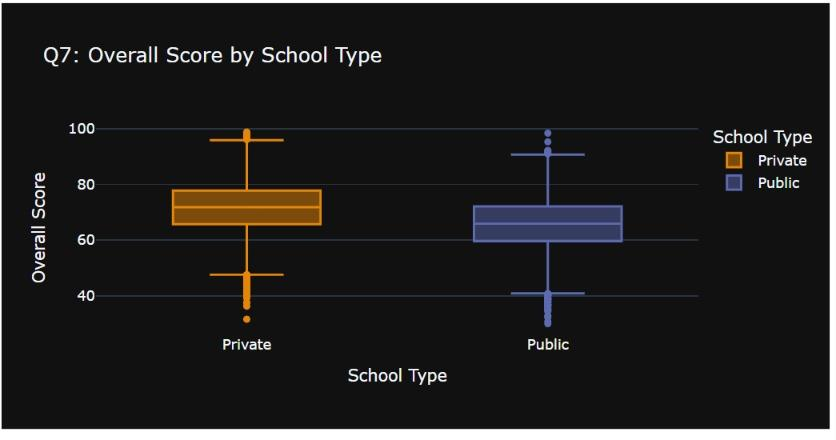 Q7: Overall Score by School Type
Overall Score
100
80
60
40
Private
Public
School Type
School Type
Private
Public